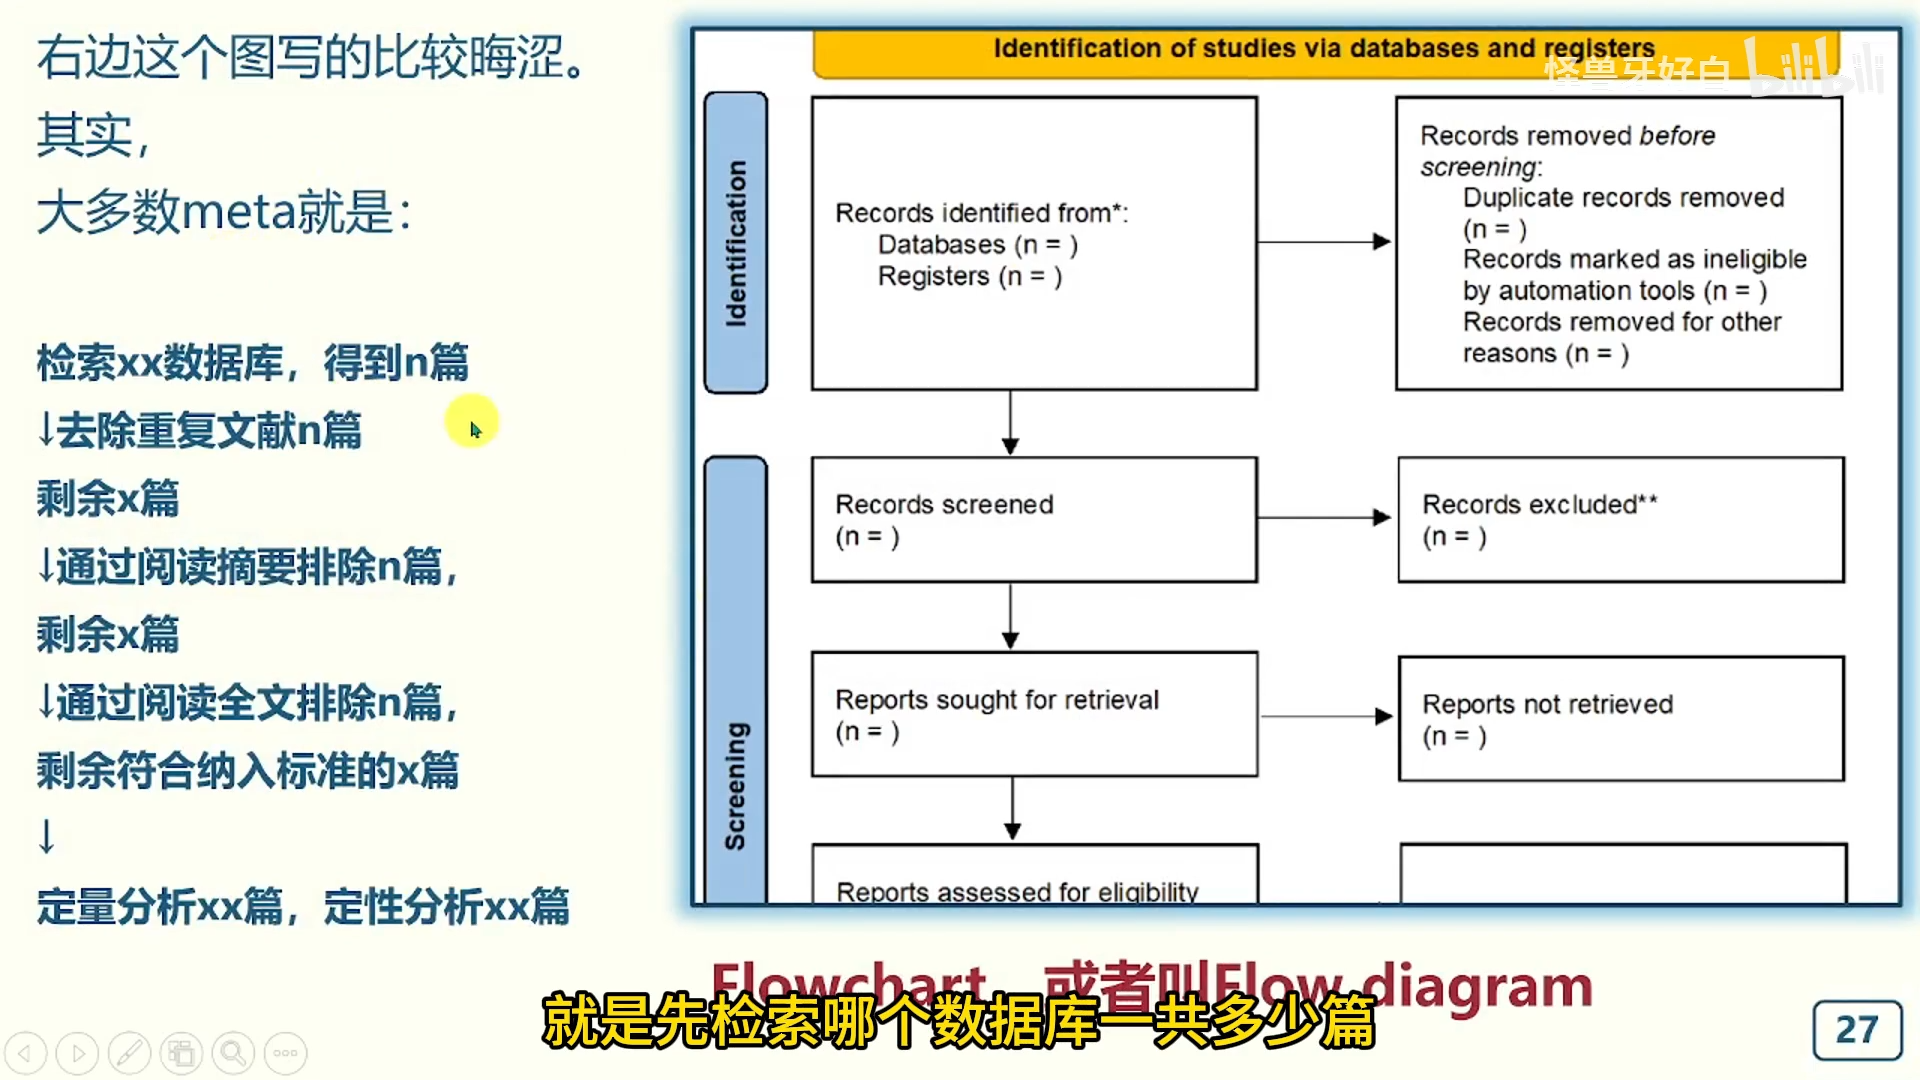 右边这个图写的比较晦涩。
其实，
大多数meta就是：
检索xx数据库，得到n篇
↓去除重复文献n篇
剩余x篇
↓通过阅读摘要排除n篇，
剩余x篇
↓通过阅读全文排除n篇，
剩余符合纳入标准的x篇
↓
定量分析xx篇，定性分析xx篇
Identification of studies via databases and registers
怪兽牙好白 bilibili
Identification
Records identified from*:
Databases (n = )
Registers (n = )
Records removed before
screening:
Duplicate records removed
(n = )
Records marked as ineligible
by automation tools (n = )
Records removed for other
reasons (n = )
Screening
Records screened
(n = )
Records excluded**
(n = )
Reports sought for retrieval
(n = )
Reports not retrieved
(n = )
Reports assessed for eligibility
Flowchart，或者叫Flow diagram
就是先检索哪个数据库一共多少篇
27